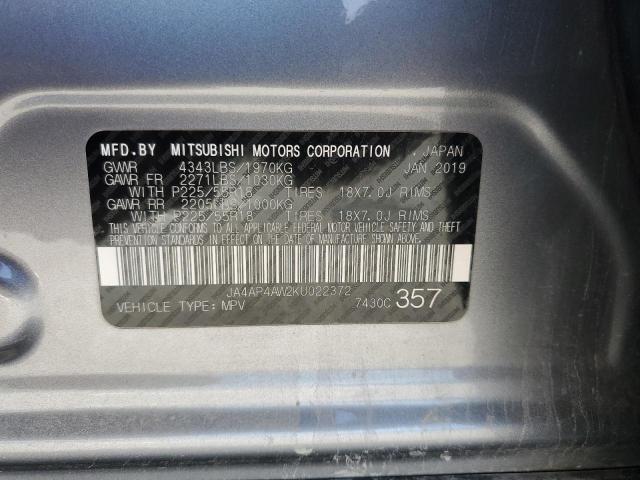 MFD.BY MITSUBISHI MOTORS CORPORATION , JAPAN
GVWR 4343LBS/1970KG JAN 2019
GAWR FR 2271LBS/1030KG
WITH P225/55R18 TIRES 18X7.0J RIMS
GAWR RR 2205LBS/1000KG
WITH P225/55R18 TIRES 18X7.0J RIMS
THIS VEHICLE CONFORMS TO ALL APPLICABLE FEDERAL MOTOR VEHICLE SAFETY AND THEFT
PREVENTION STANDARDS IN EFFECT ON THE DATE OF MANUFACTURE SHOWN ABOVE.
JA4AP4AW2KU022372
VEHICLE TYPE: MPV 7430C 357